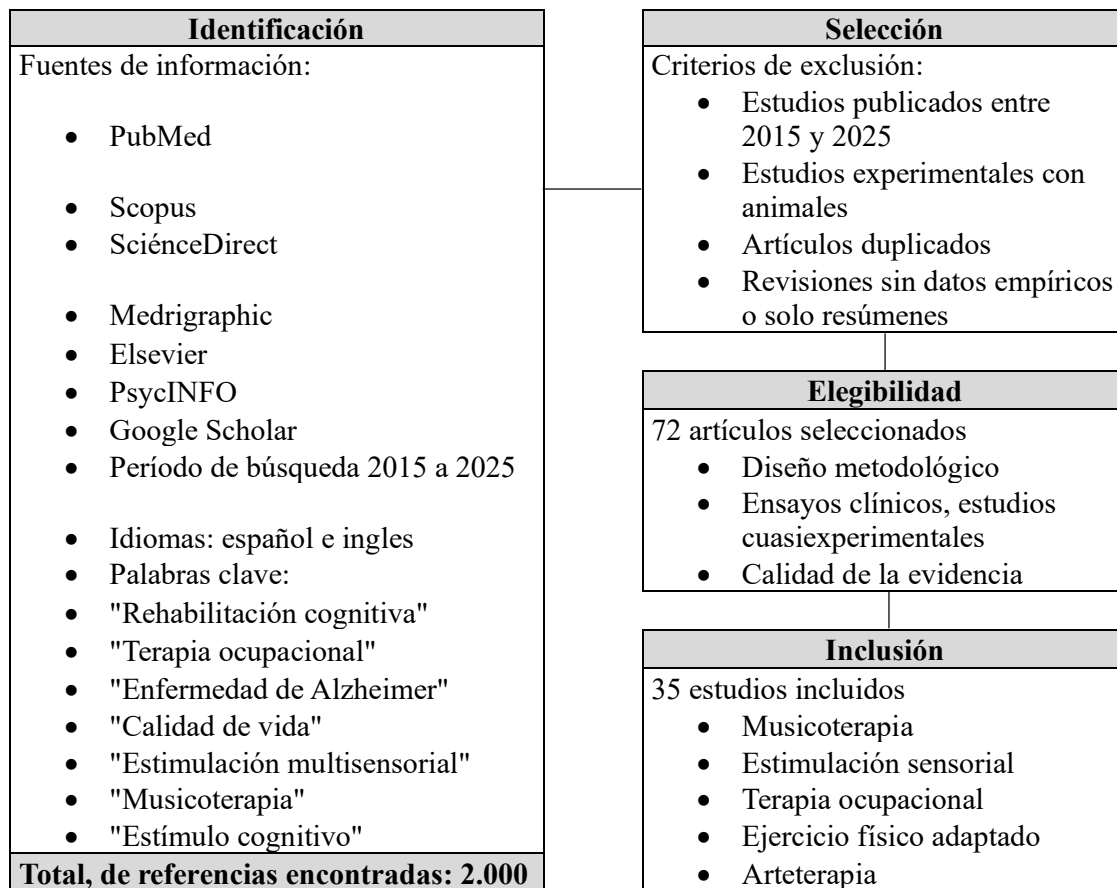 Identificación
Fuentes de información:
• PubMed
• Scopus
• SciénceDirect
• Medrigraphic
• Elsevier
• PsycINFO
• Google Scholar
• Período de búsqueda 2015 a 2025
• Idiomas: español e ingles
• Palabras clave:
• "Rehabilitación cognitiva"
• "Terapia ocupacional"
• "Enfermedad de Alzheimer"
• "Calidad de vida"
• "Estimulación multisensorial"
• "Musicoterapia"
• "Estímulo cognitivo"
Total, de referencias encontradas: 2.000
Selección
Criterios de exclusión:
• Estudios publicados entre
2015 y 2025
• Estudios experimentales con
animales
• Artículos duplicados
• Revisiones sin datos empíricos
o solo resúmenes
Elegibilidad
72 artículos seleccionados
• Diseño metodológico
• Ensayos clínicos, estudios
cuasiexperimentales
• Calidad de la evidencia
Inclusión
35 estudios incluidos
• Musicoterapia
• Estimulación sensorial
• Terapia ocupacional
• Ejercicio físico adaptado
• Arteterapia